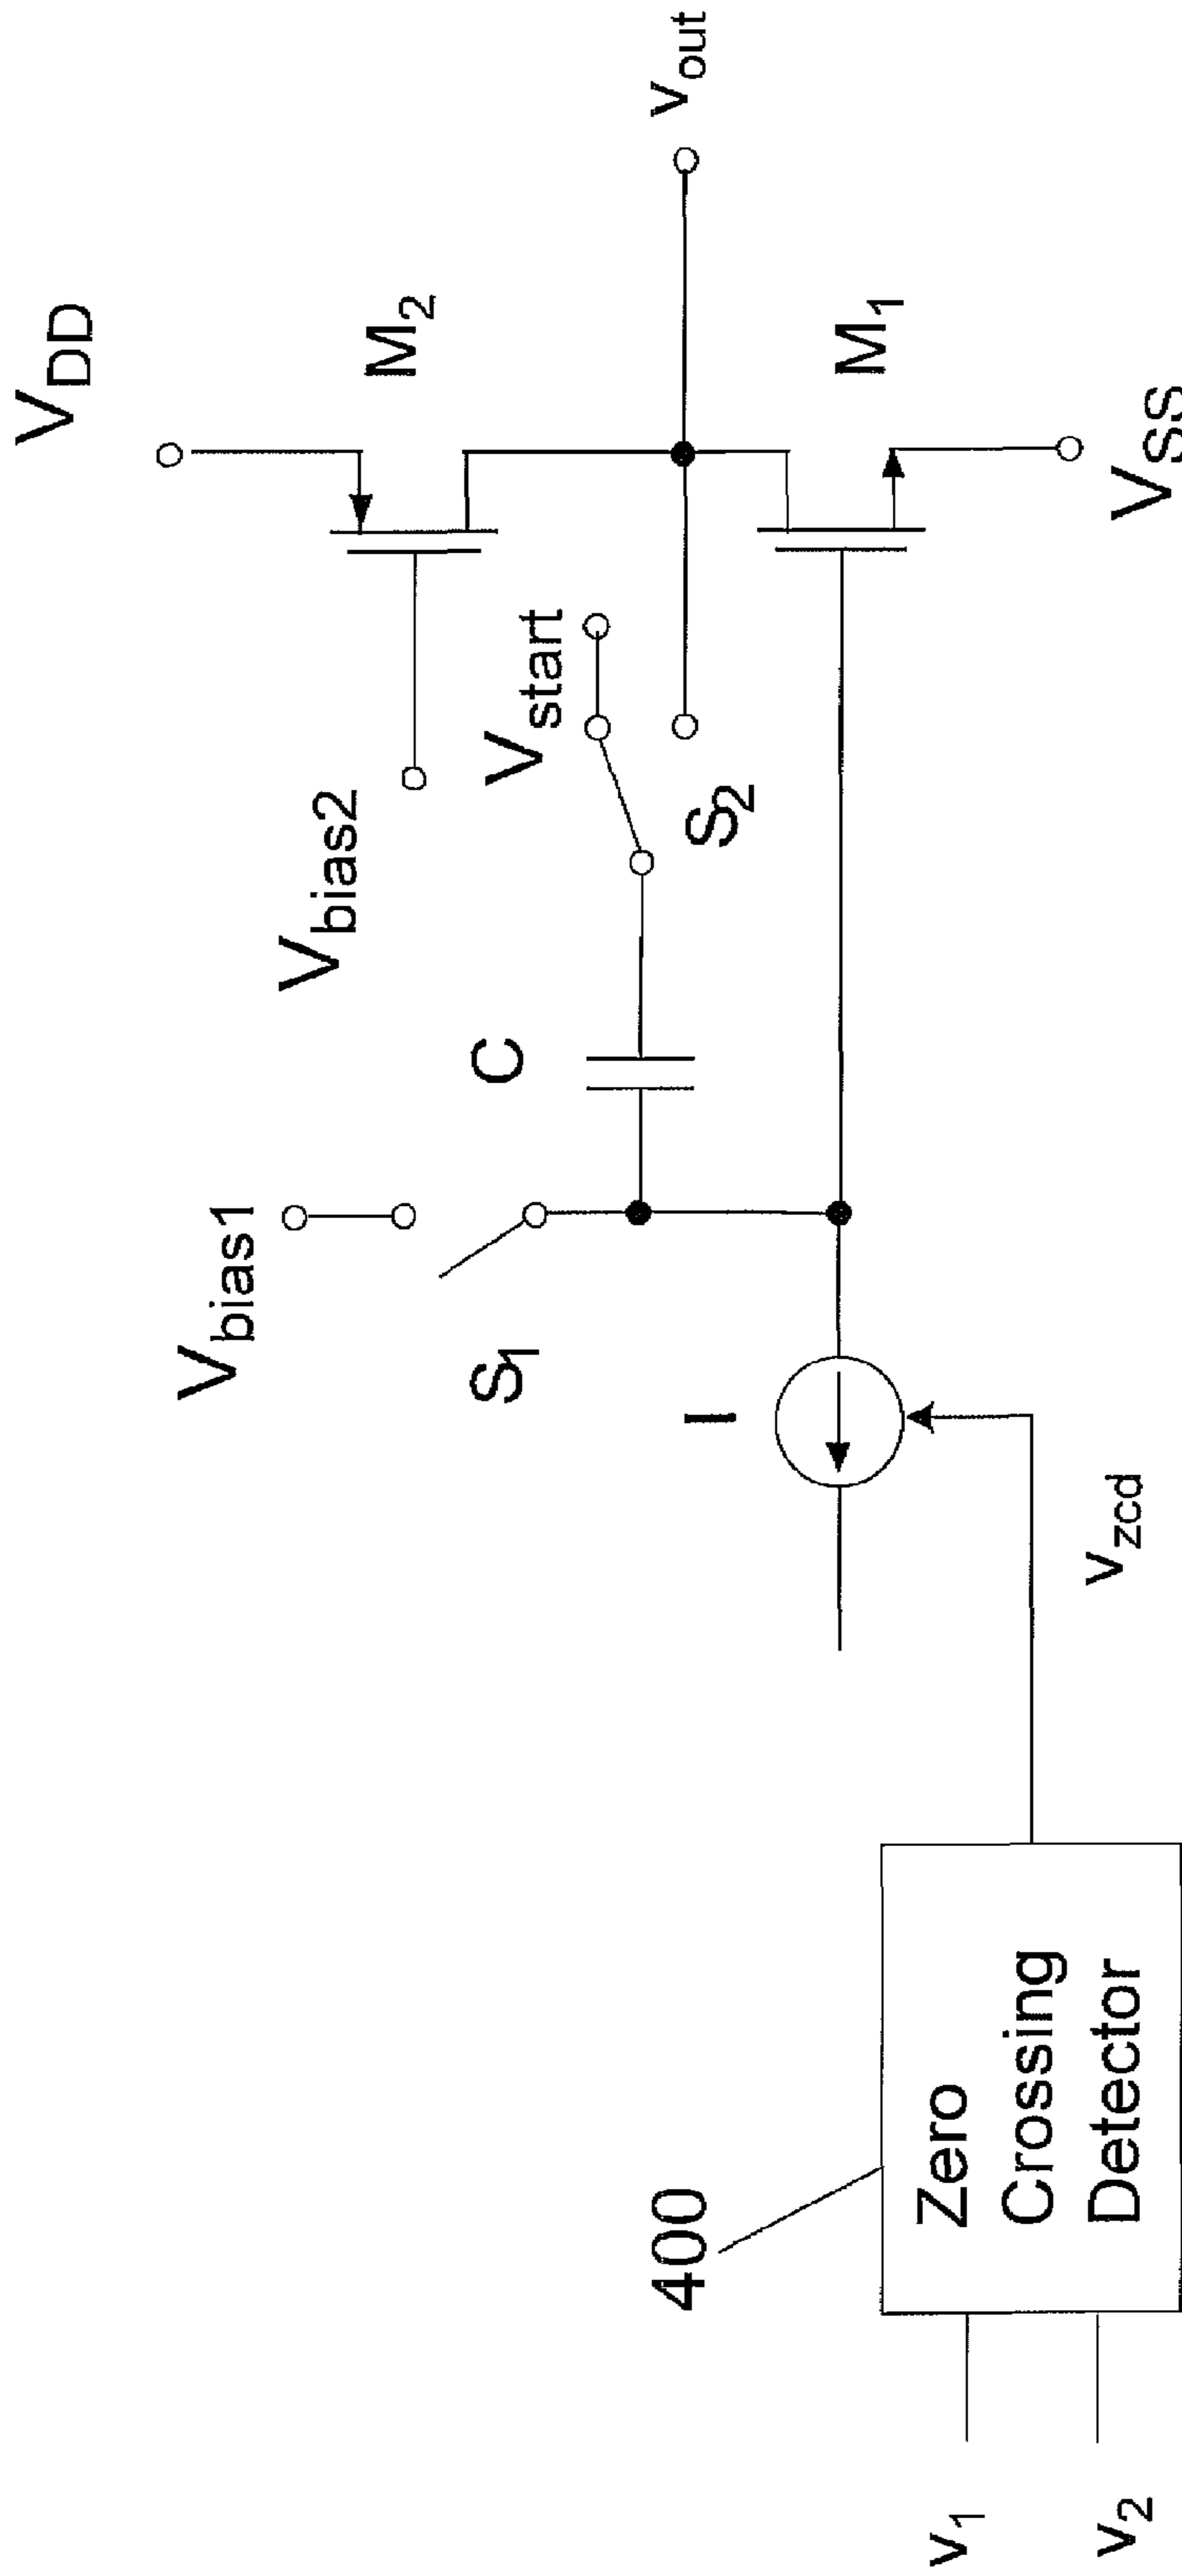 V_DD
V_bias2
M_2
V_bias1
C
V_start
v_out
S_1
S_2
I
M_1
V_SS
400
v_zcd
v_1
v_2
Zero
Crossing
Detector